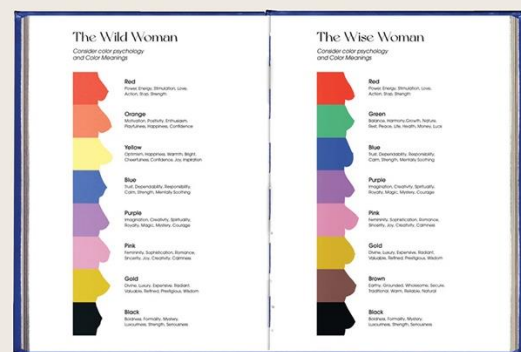 The Wild Woman
Consider color psychology
and Color Meanings
Red
Power, Energy, Stimulation, Love,
Action, Stop, Strength
Orange
Motivation, Positivity, Enthusiasm,
Playfulness, Happiness, Confidence
Yellow
Optimism, Happiness, Warmth, Bright,
Cheerfulness, Confidence, Joy, Inspiration
Blue
Trust, Dependability, Responsibility,
Calm, Strength, Mentally Soothing
Purple
Imagination, Creativity, Spirituality,
Royalty, Magic, Mystery, Courage
Pink
Femininity, Sophistication, Romance,
Sincerity, Joy, Creativity, Calmness
Gold
Divine, Luxury, Expensive, Radiant,
Valuable, Refined, Prestigious, Wisdom
Black
Boldness, Formality, Mystery,
Luxuriness, Strength, Seriousness
The Wise Woman
Consider color psychology
and Color Meanings
Red
Power, Energy, Stimulation, Love,
Action, Stop, Strength
Green
Balance, Harmony, Growth, Nature,
Rest, Peace, Life, Health, Money, Luck
Blue
Trust, Dependability, Responsibility,
Calm, Strength, Mentally Soothing
Purple
Imagination, Creativity, Spirituality,
Royalty, Magic, Mystery, Courage
Pink
Femininity, Sophistication, Romance,
Sincerity, Joy, Creativity, Calmness
Gold
Divine, Luxury, Expensive, Radiant,
Valuable, Refined, Prestigious, Wisdom
Brown
Earthy, Grounded, Wholesome, Secure,
Traditional, Warm, Reliable, Natural
Black
Boldness, Formality, Mystery,
Luxuriness, Strength, Seriousness